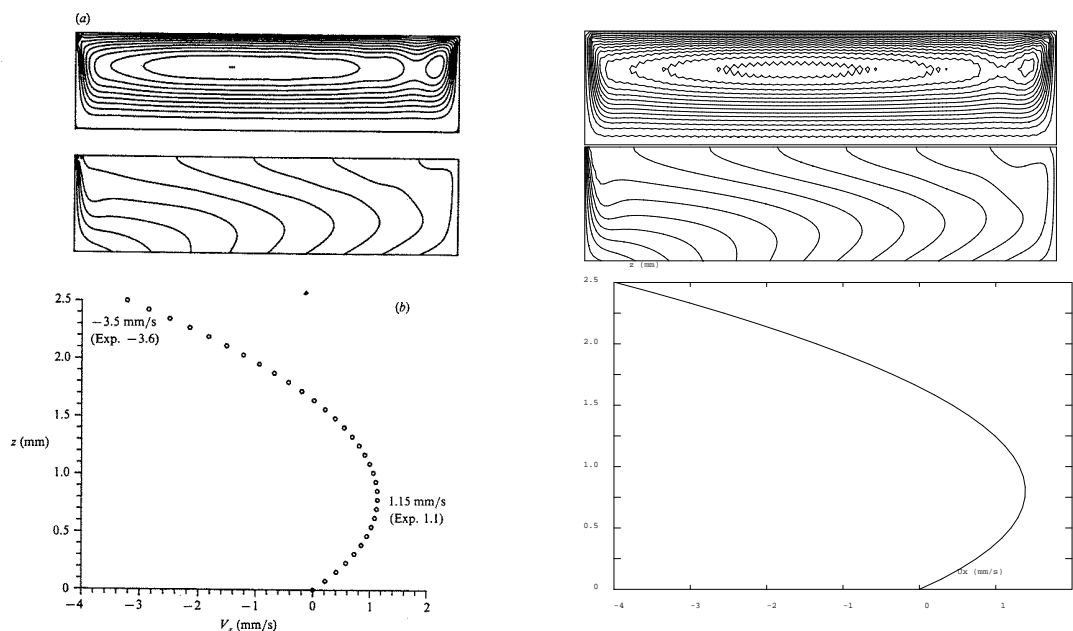 (a)
z (mm)
(b)
2.5
2.0
1.5
1.0
0.5
0
z (mm)
−3.5 mm/s
(Exp. −3.6)
1.15 mm/s
(Exp. 1.1)
−4
−3
−2
−1
0
1
2
Vx (mm/s)
2.5
2.0
1.5
1.0
0.5
0
Ux (mm/s)
-4
-3
-2
-1
0
1